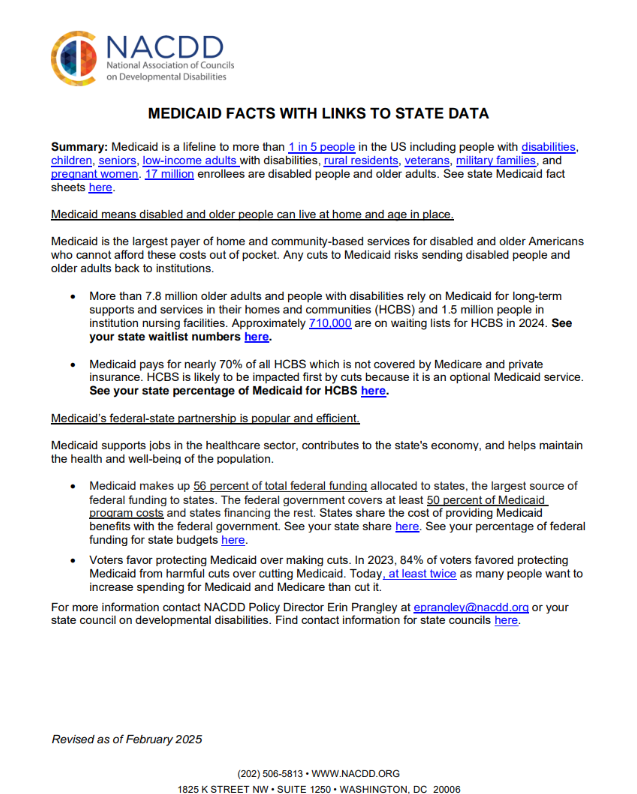 NACDD
National Association of Councils
on Developmental Disabilities
MEDICAID FACTS WITH LINKS TO STATE DATA
Summary: Medicaid is a lifeline to more than 1 in 5 people in the US including people with disabilities,
children, seniors, low-income adults with disabilities, rural residents, veterans, military families, and
pregnant women. 17 million enrollees are disabled people and older adults. See state Medicaid fact
sheets here.
Medicaid means disabled and older people can live at home and age in place.
Medicaid is the largest payer of home and community-based services for disabled and older Americans
who cannot afford these costs out of pocket. Any cuts to Medicaid risks sending disabled people and
older adults back to institutions.
• More than 7.8 million older adults and people with disabilities rely on Medicaid for long-term
supports and services in their homes and communities (HCBS) and 1.5 million people in
institution nursing facilities. Approximately 710,000 are on waiting lists for HCBS in 2024. See
your state waitlist numbers here.
• Medicaid pays for nearly 70% of all HCBS which is not covered by Medicare and private
insurance. HCBS is likely to be impacted first by cuts because it is an optional Medicaid service.
See your state percentage of Medicaid for HCBS here.
Medicaid's federal-state partnership is popular and efficient.
Medicaid supports jobs in the healthcare sector, contributes to the state's economy, and helps maintain
the health and well-being of the population.
• Medicaid makes up 56 percent of total federal funding allocated to states, the largest source of
federal funding to states. The federal government covers at least 50 percent of Medicaid
program costs and states financing the rest. States share the cost of providing Medicaid
benefits with the federal government. See your state share here. See your percentage of federal
funding for state budgets here.
• Voters favor protecting Medicaid over making cuts. In 2023, 84% of voters favored protecting
Medicaid from harmful cuts over cutting Medicaid. Today, at least twice as many people want to
increase spending for Medicaid and Medicare than cut it.
For more information contact NACDD Policy Director Erin Prangley at eprangley@nacdd.org or your
state council on developmental disabilities. Find contact information for state councils here.
Revised as of February 2025
(202) 506-5813 • WWW.NACDD.ORG
1825 K STREET NW • SUITE 1250 • WASHINGTON, DC 20006